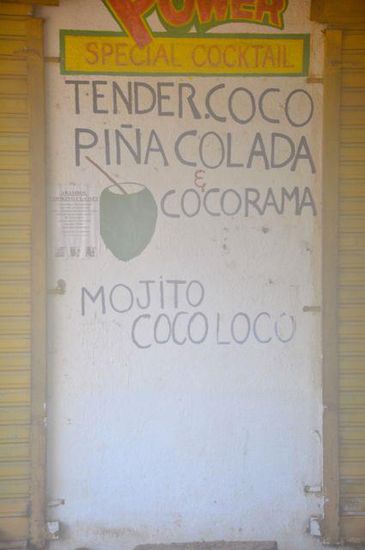 POWER
SPECIAL COCKTAIL
TENDER.COCO
PIÑA COLADA
&
COCORAMA
MOJITO
COCO LOCO